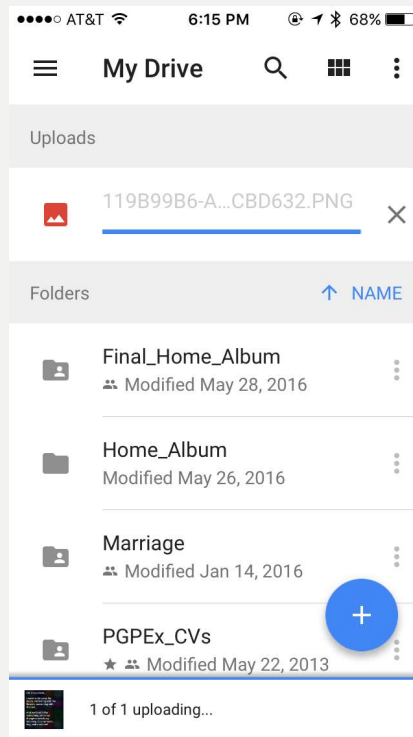 AT&T 6:15 PM 68%
My Drive
Uploads
119B99B6-A...CBD632.PNG
Folders NAME
Final_Home_Album
Modified May 28, 2016
Home_Album
Modified May 26, 2016
Marriage
Modified Jan 14, 2016
PGPEx_CVs
Modified May 22, 2013
1 of 1 uploading...